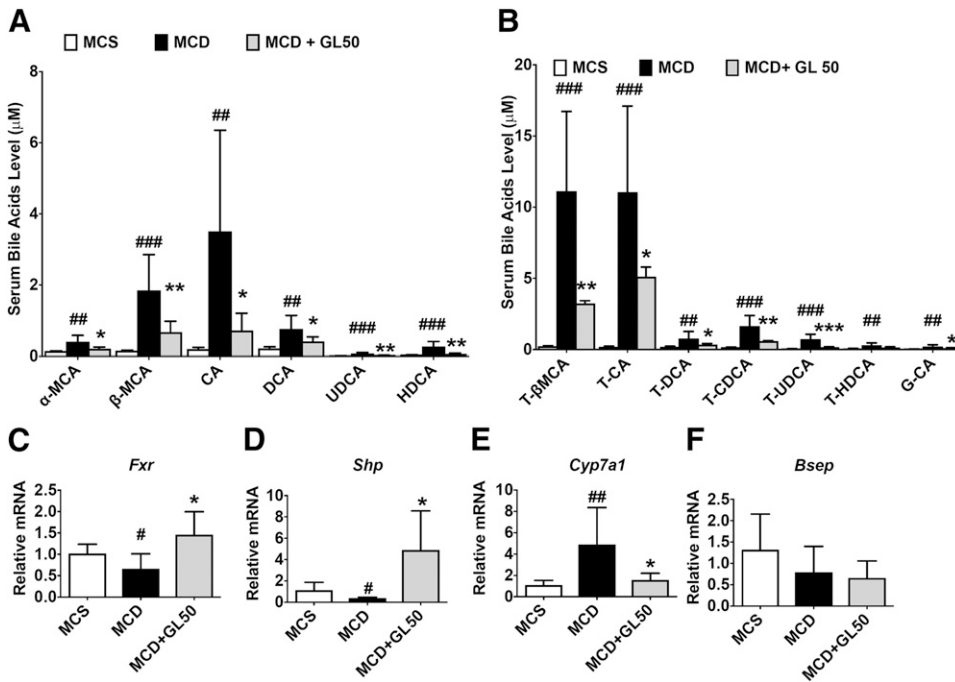 A
MCS MCD MCD + GL50
Serum Bile Acids Level (μM)
8
6
4
2
0
## ### ## ## ### ###
* ** * * ** **
α-MCA β-MCA CA DCA UDCA HDCA
B
MCS MCD MCD+ GL 50
Serum Bile Acids Level (μM)
20
15
10
5
0
### ### ## ### ### ## ##
** * * ** *** *
T-βMCA T-CA T-DCA T-CDCA T-UDCA T-HDCA G-CA
C
Fxr
Relative mRNA
2.5
2.0
1.5
1.0
0.5
0.0
# *
MCS MCD MCD+GL50
D
Shp
Relative mRNA
10
8
6
4
2
0
# *
MCS MCD MCD+GL50
E
Cyp7a1
Relative mRNA
10
8
6
4
2
0
## *
MCS MCD MCD+GL50
F
Bsep
Relative mRNA
2.5
2.0
1.5
1.0
0.5
0.0
MCS MCD MCD+GL50